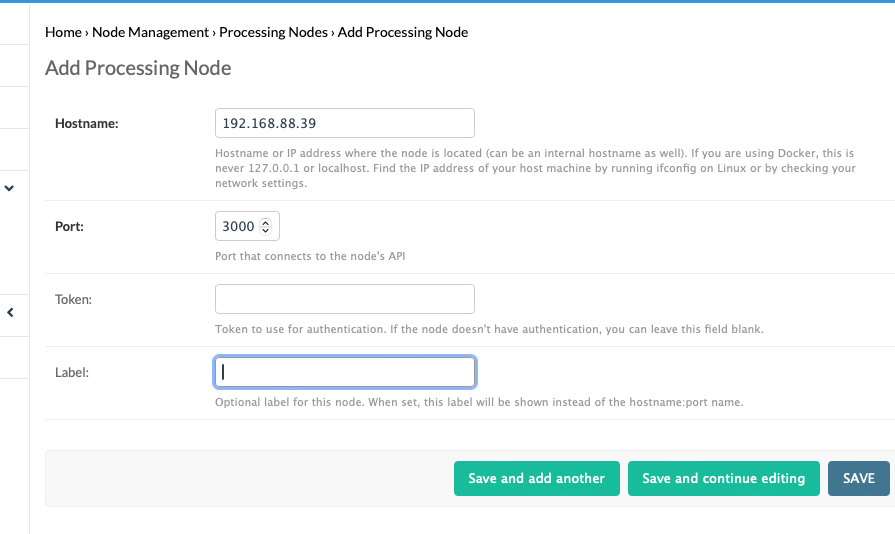 Home › Node Management › Processing Nodes › Add Processing Node
Add Processing Node
Hostname:
192.168.88.39
Hostname or IP address where the node is located (can be an internal hostname as well). If you are using Docker, this is
never 127.0.0.1 or localhost. Find the IP address of your host machine by running ifconfig on Linux or by checking your
network settings.
Port:
3000
Port that connects to the node's API
Token:
Token to use for authentication. If the node doesn't have authentication, you can leave this field blank.
Label:
Optional label for this node. When set, this label will be shown instead of the hostname:port name.
Save and add another
Save and continue editing
SAVE